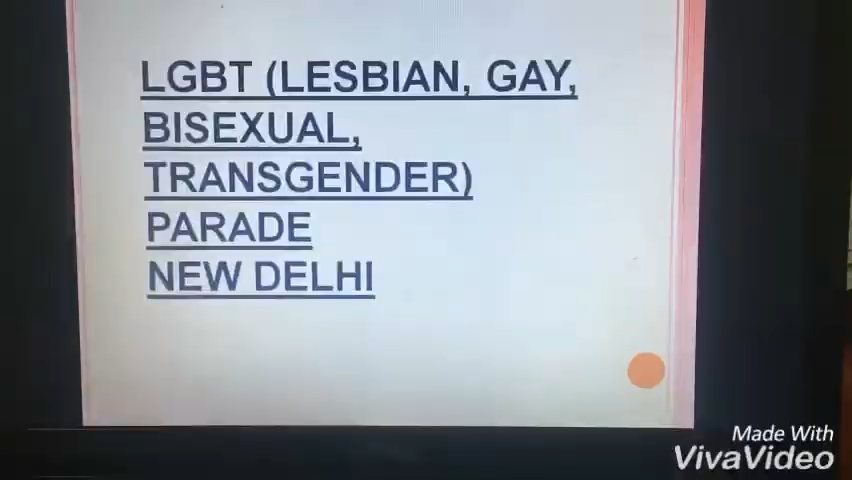 LGBT (LESBIAN, GAY,
BISEXUAL,
TRANSGENDER)
PARADE
NEW DELHI
Made With
VivaVideo